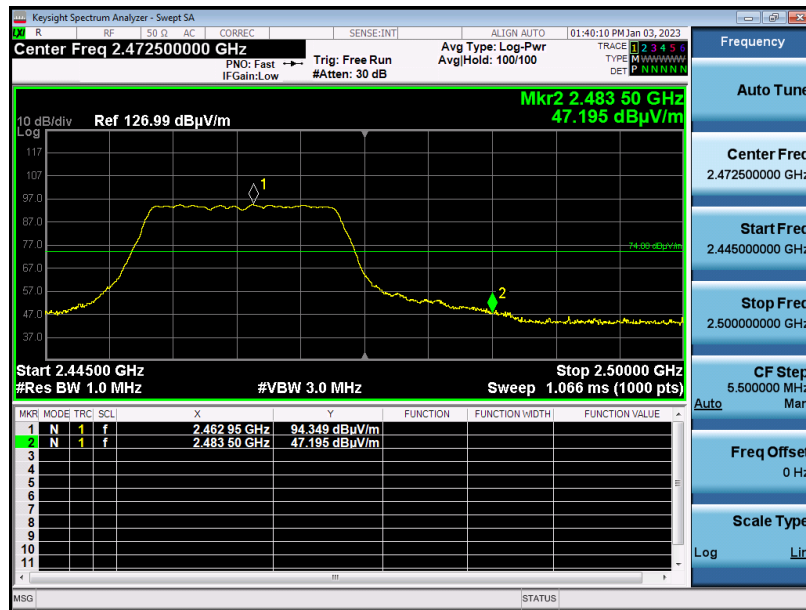 Keysight Spectrum Analyzer - Swept SA
R RF 50 Ω AC CORREC SENSE:INT ALIGN AUTO 01:40:10 PM Jan 03, 2023
Center Freq 2.472500000 GHz
PNO: Fast
IFGain:Low
Trig: Free Run
#Atten: 30 dB
Avg Type: Log-Pwr
Avg|Hold: 100/100
TRACE 1 2 3 4 5 6
TYPE M WWWWW
DET P N N N N N
Mkr2 2.483 50 GHz
47.195 dBµV/m
10 dB/div Ref 126.99 dBµV/m
Log
117
107
97.0
87.0
77.0
67.0
57.0
47.0
37.0
1
74.00 dBµV/m
2
Start 2.44500 GHz Stop 2.50000 GHz
#Res BW 1.0 MHz #VBW 3.0 MHz Sweep 1.066 ms (1000 pts)
MKR MODE TRC SCL X Y FUNCTION FUNCTION WIDTH FUNCTION VALUE
1 N 1 f 2.462 95 GHz 94.349 dBµV/m
2 N 1 f 2.483 50 GHz 47.195 dBµV/m
3
4
5
6
7
8
9
10
11
MSG STATUS
Frequency
Auto Tune
Center Freq
2.472500000 GHz
Start Freq
2.445000000 GHz
Stop Freq
2.500000000 GHz
CF Step
5.500000 MHz
Auto Man
Freq Offset
0 Hz
Scale Type
Log Lin